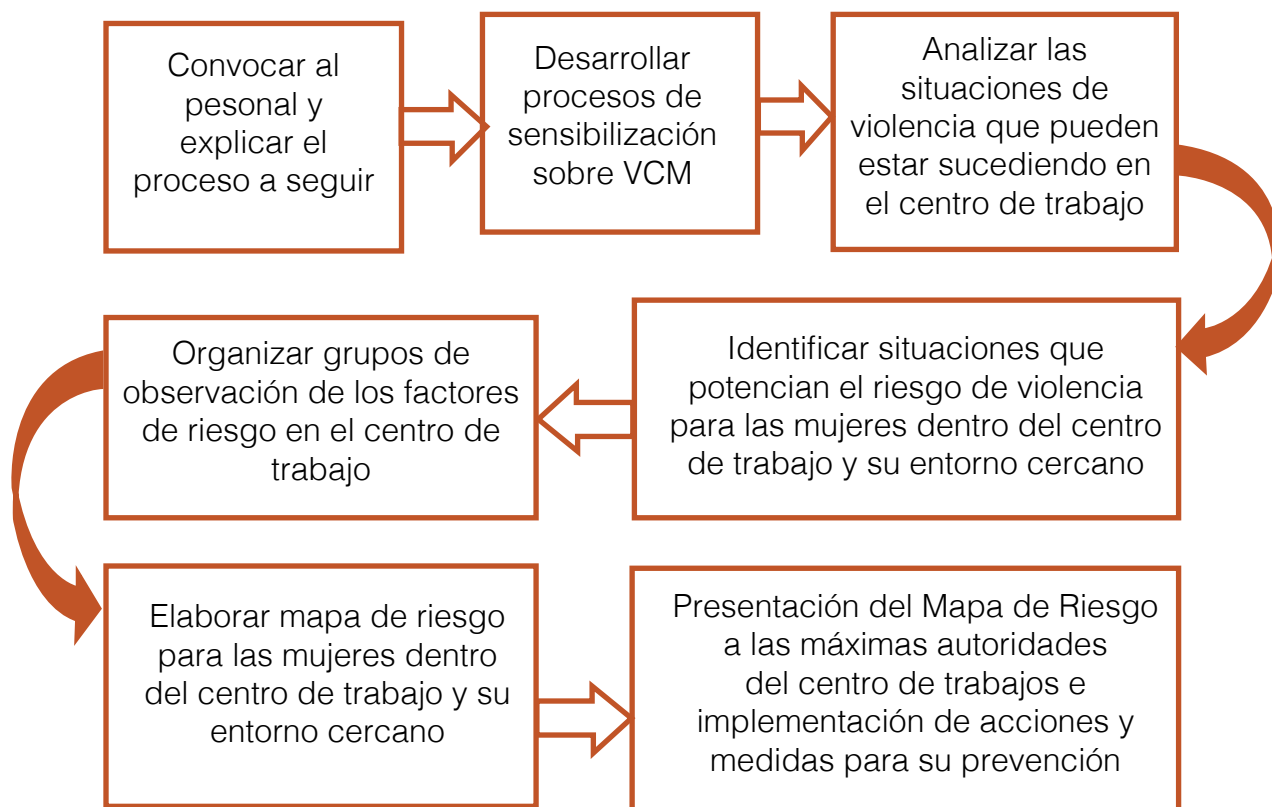 Convocar al
pesonal y
explicar el
proceso a seguir
Desarrollar
procesos de
sensibilización
sobre VCM
Analizar las
situaciones de
violencia que pueden
estar sucediendo en
el centro de trabajo
Identificar situaciones que
potencian el riesgo de violencia
para las mujeres dentro del centro
de trabajo y su entorno cercano
Organizar grupos de
observación de los factores
de riesgo en el centro de
trabajo
Elaborar mapa de riesgo
para las mujeres dentro
del centro de trabajo y su
entorno cercano
Presentación del Mapa de Riesgo
a las máximas autoridades
del centro de trabajos e
implementación de acciones y
medidas para su prevención